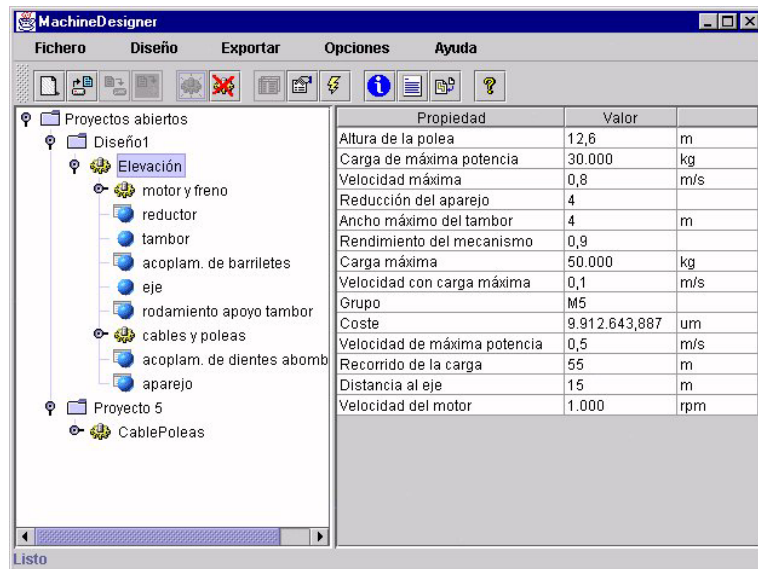 MachineDesigner
Fichero Diseño Exportar Opciones Ayuda
Proyectos abiertos
Diseño1
Elevación
motor y freno
reductor
tambor
acoplam. de barriletes
eje
rodamiento apoyo tambor
cables y poleas
acoplam. de dientes abomb
aparejo
Proyecto 5
CablePoleas
Propiedad Valor
Altura de la polea 12,6 m
Carga de máxima potencia 30.000 kg
Velocidad máxima 0,8 m/s
Reducción del aparejo 4
Ancho máximo del tambor 4 m
Rendimiento del mecanismo 0,9
Carga máxima 50.000 kg
Velocidad con carga máxima 0,1 m/s
Grupo M5
Coste 9.912.643,887 um
Velocidad de máxima potencia 0,5 m/s
Recorrido de la carga 55 m
Distancia al eje 15 m
Velocidad del motor 1.000 rpm
Listo